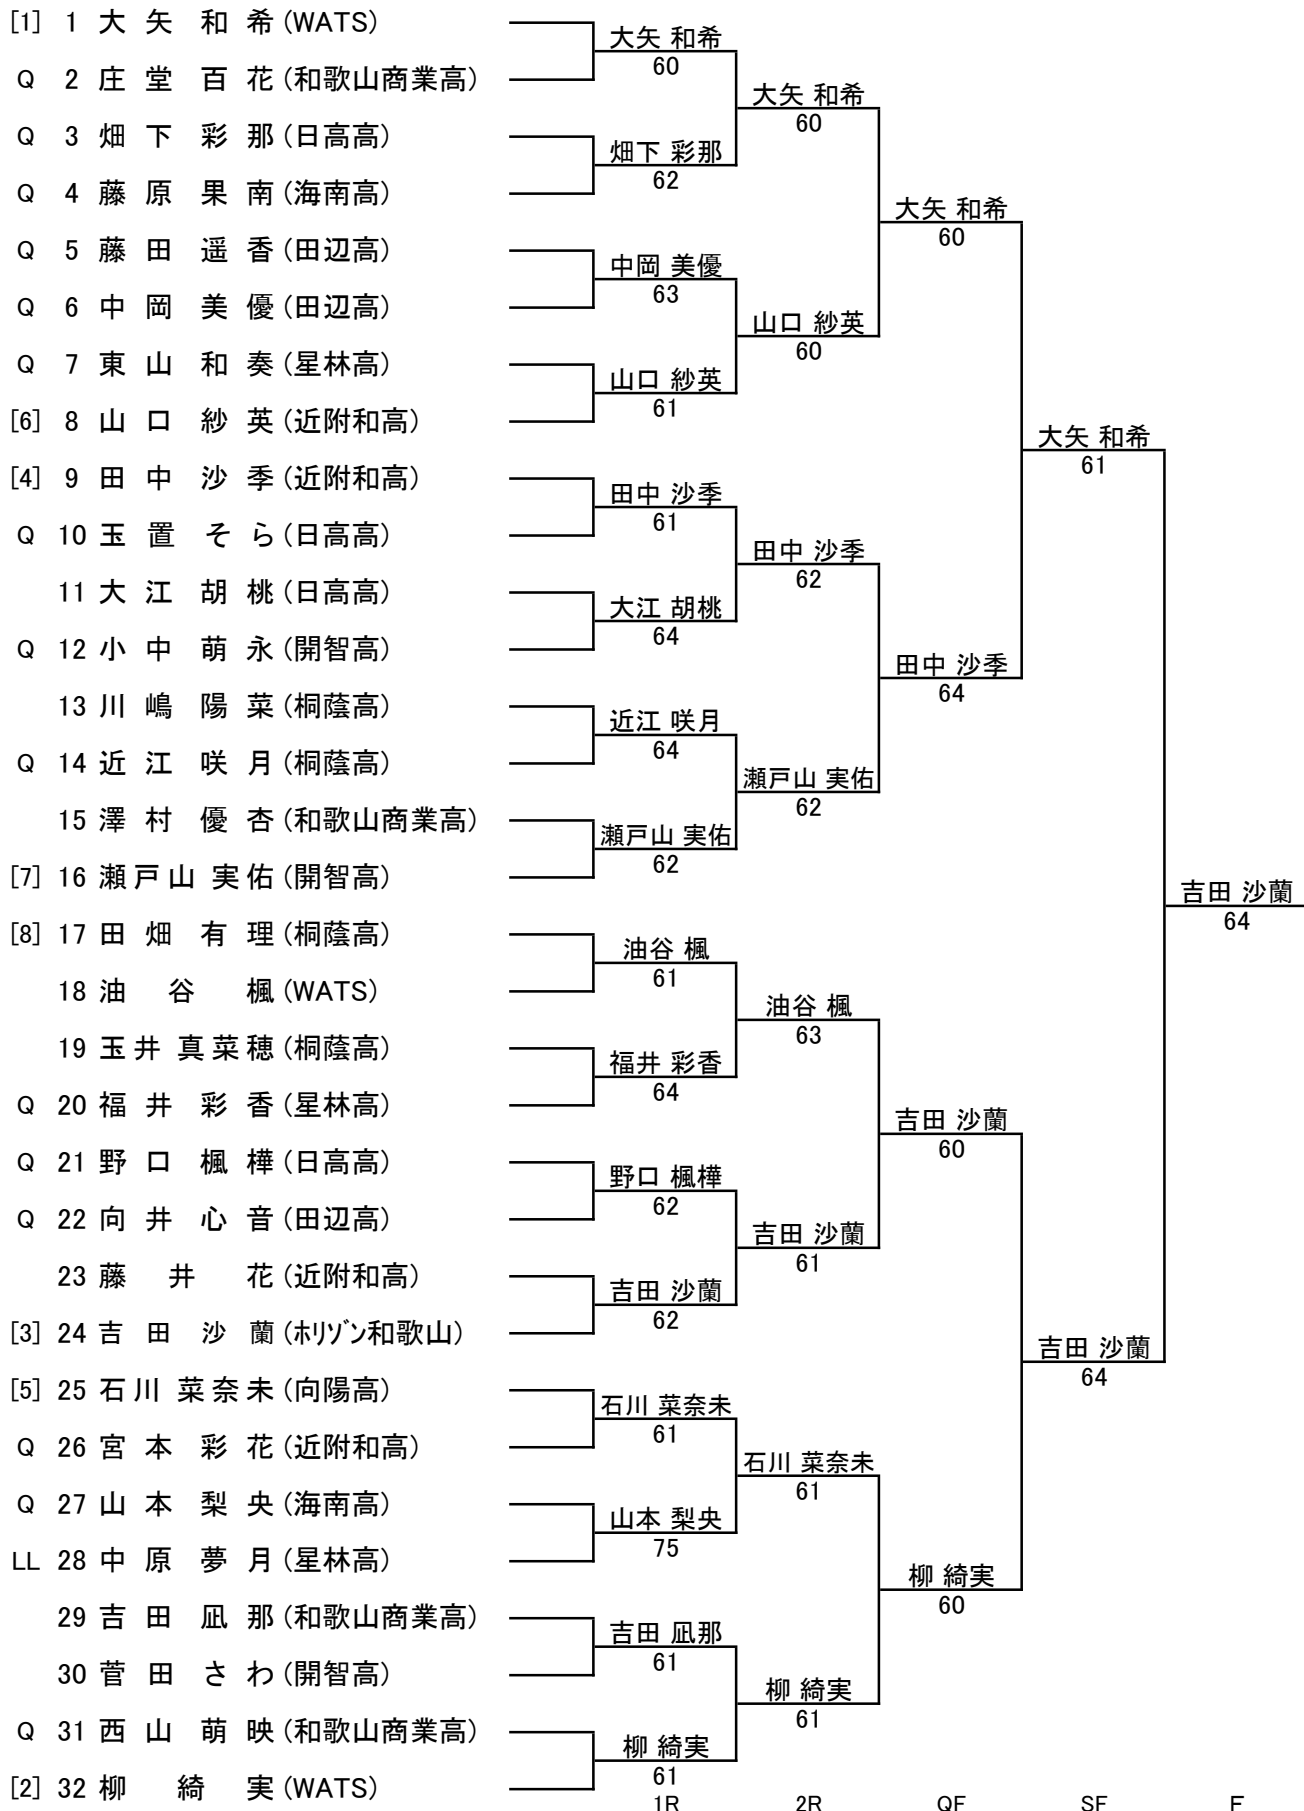 [1] 1 大矢 和希 (WATS)
Q 2 庄堂 百花 (和歌山商業高)
Q 3 畑下 彩那 (日高高)
Q 4 藤原 果南 (海南高)
Q 5 藤田 遥香 (田辺高)
Q 6 中岡 美優 (田辺高)
Q 7 東山 和奏 (星林高)
[6] 8 山口 紗英 (近附和高)
[4] 9 田中 沙季 (近附和高)
Q 10 玉置 そら (日高高)
11 大江 胡桃 (日高高)
Q 12 小中 萌永 (開智高)
13 川嶋 陽菜 (桐蔭高)
Q 14 近江 咲月 (桐蔭高)
15 澤村 優杏 (和歌山商業高)
[7] 16 瀬戸山 実佑 (開智高)
[8] 17 田畑 有理 (桐蔭高)
18 油谷 楓 (WATS)
19 玉井 真菜穂 (桐蔭高)
Q 20 福井 彩香 (星林高)
Q 21 野口 楓樺 (日高高)
Q 22 向井 心音 (田辺高)
23 藤井 花 (近附和高)
[3] 24 吉田 沙蘭 (ﾎﾘｿﾞﾝ和歌山)
[5] 25 石川 菜奈未 (向陽高)
Q 26 宮本 彩花 (近附和高)
Q 27 山本 梨央 (海南高)
LL 28 中原 夢月 (星林高)
29 吉田 凪那 (和歌山商業高)
30 菅田 さわ (開智高)
Q 31 西山 萌映 (和歌山商業高)
[2] 32 柳 綺実 (WATS)
大矢 和希
60
畑下 彩那
62
中岡 美優
63
山口 紗英
61
田中 沙季
61
大江 胡桃
64
近江 咲月
64
瀬戸山 実佑
62
油谷 楓
61
福井 彩香
64
野口 楓樺
62
吉田 沙蘭
62
石川 菜奈未
61
山本 梨央
75
吉田 凪那
61
柳 綺実
61
1R
大矢 和希
60
山口 紗英
60
田中 沙季
62
瀬戸山 実佑
62
油谷 楓
63
吉田 沙蘭
61
石川 菜奈未
61
柳 綺実
61
2R
大矢 和希
60
田中 沙季
64
吉田 沙蘭
60
柳 綺実
60
QF
大矢 和希
61
吉田 沙蘭
64
SF
吉田 沙蘭
64
F